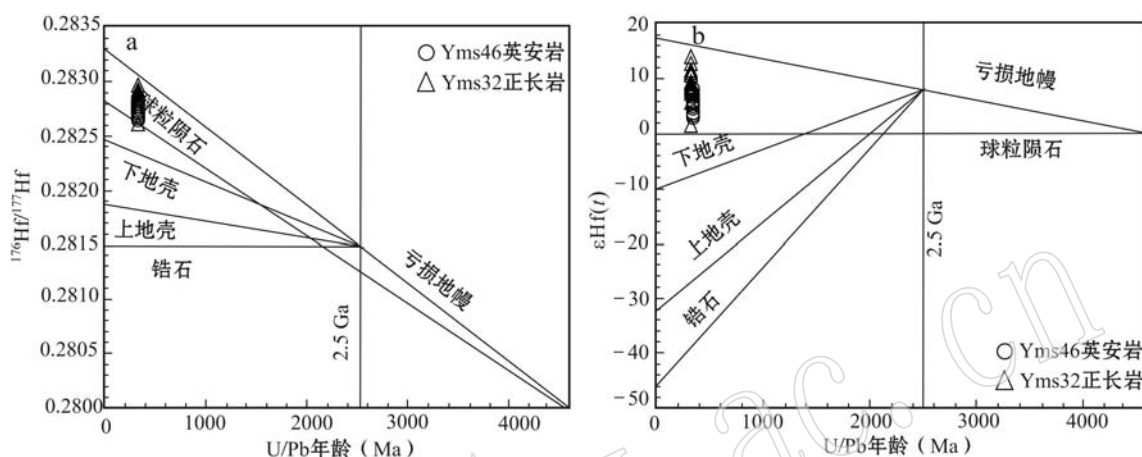 a
○ Yms46英安岩
△ Yms32正长岩
球粒陨石
下地壳
上地壳
锆石
亏损地幔
2.5 Ga
0.2835
0.2830
0.2825
0.2820
0.2815
0.2810
0.2805
0.2800
¹⁷⁶Hf/¹⁷⁷Hf
0 1000 2000 3000 4000
U/Pb年龄（Ma）
b
亏损地幔
球粒陨石
下地壳
上地壳
锆石
2.5 Ga
○ Yms46英安岩
△ Yms32正长岩
20
10
0
−10
−20
−30
−40
−50
εHf(t)
0 1000 2000 3000 4000
U/Pb年龄（Ma）
ac.cn